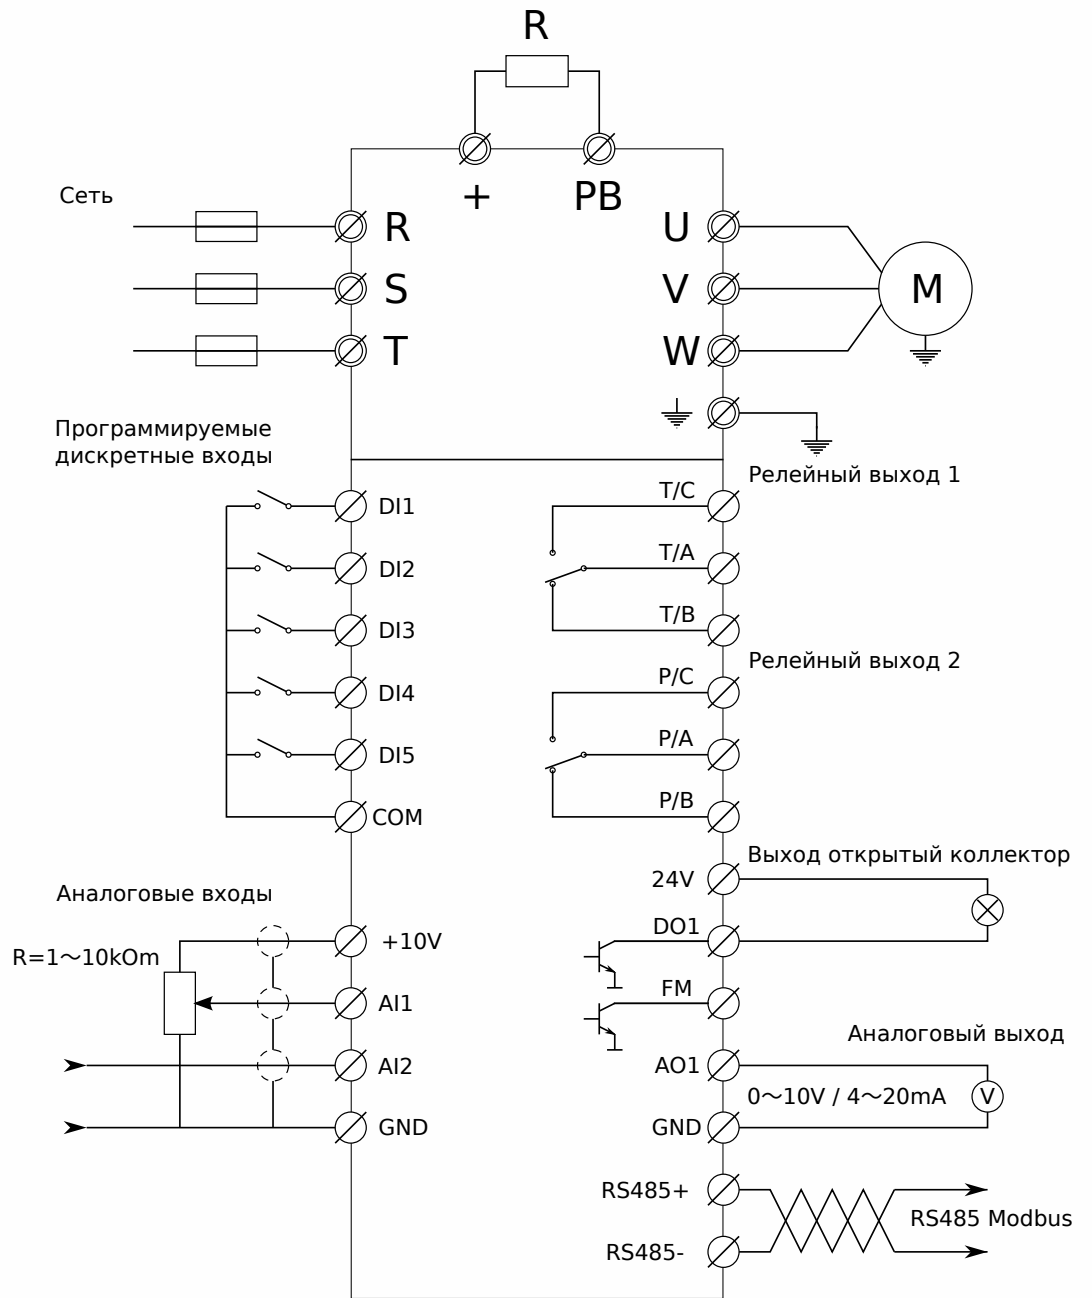 R
+
PB
Сеть
R
S
T
U
V
W
M
Программируемые
дискретные входы
DI1
DI2
DI3
DI4
DI5
COM
Релейный выход 1
T/C
T/A
T/B
Релейный выход 2
P/C
P/A
P/B
Выход открытый коллектор
24V
DO1
FM
Аналоговые входы
R=1～10kOm
+10V
AI1
AI2
GND
Аналоговый выход
AO1
0～10V / 4～20mA
V
GND
RS485+
RS485 Modbus
RS485-